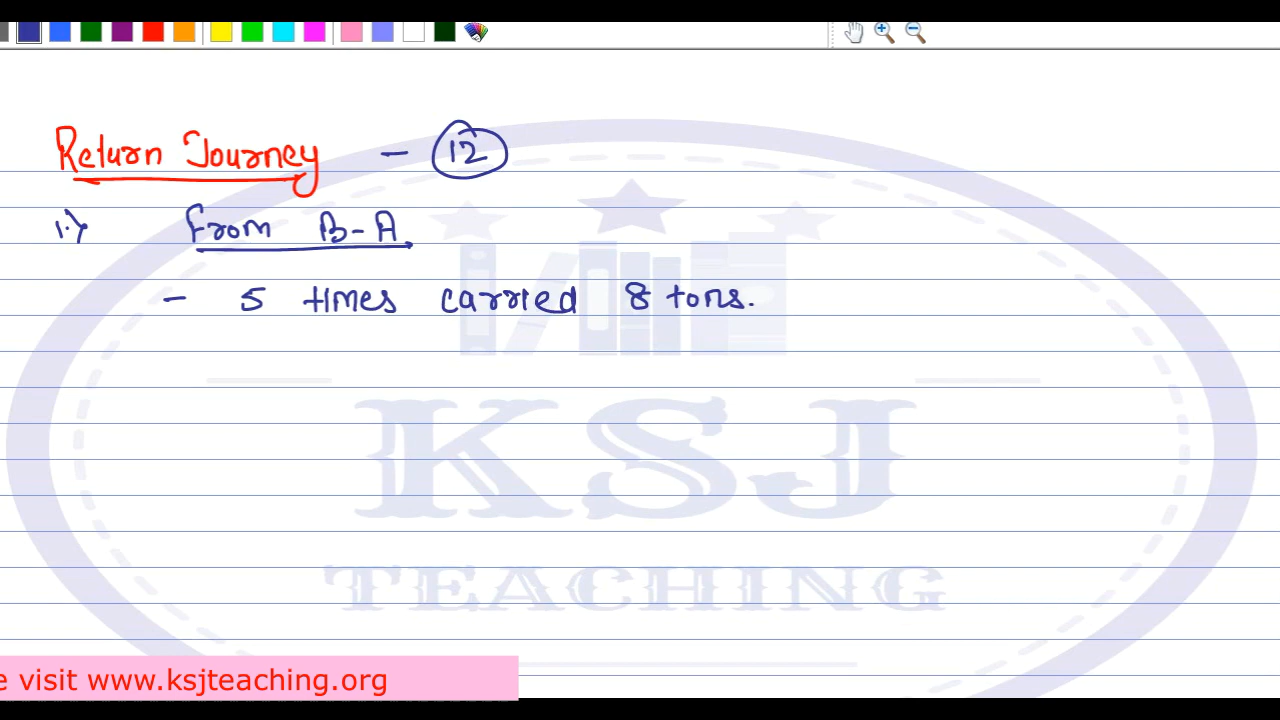 Return Journey - 12
1.) From B-A
- 5 times carried 8 tons.
KSJ
TEACHING
e visit www.ksjteaching.org